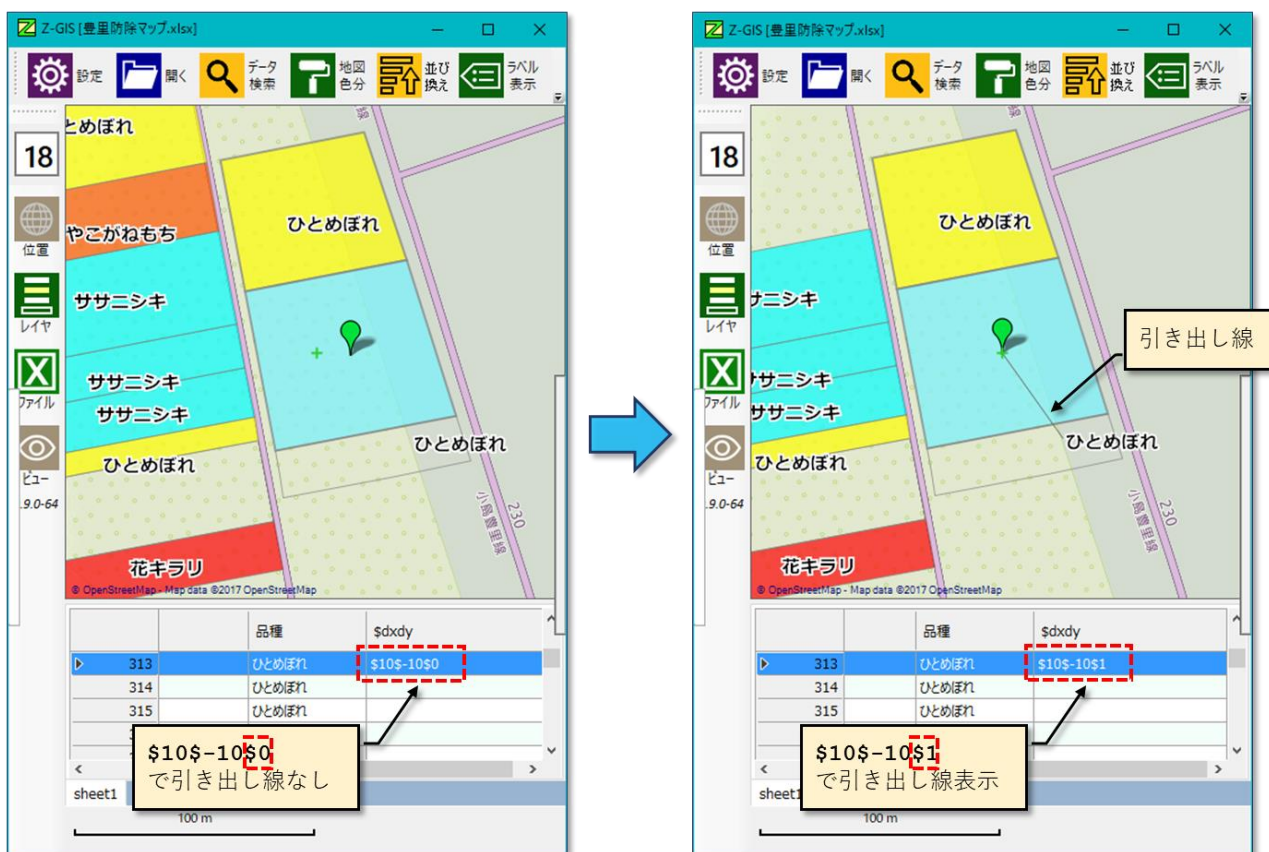 Z-GIS [豊里防除マップ.xlsx]
設定
開く
データ
検索
地図
色分
並び
換え
ラベル
表示
18
位置
レイヤ
ファイル
ビュー
.9.0-64
とめぼれ
やこがねもち
ササニシキ
ササニシキ
ササニシキ
ひとめぼれ
花キラリ
ひとめぼれ
ひとめぼれ
230
小島豊里線
© OpenStreetMap - Map data ©2017 OpenStreetMap
品種 $dxdy
313 ひとめぼれ $10$-10$0
314 ひとめぼれ
315 ひとめぼれ
$10$-10$0
で引き出し線なし
sheet1
100 m
Z-GIS [豊里防除マップ.xlsx]
設定
開く
データ
検索
地図
色分
並び
換え
ラベル
表示
18
位置
レイヤ
ファイル
ビュー
.9.0-64
サニシキ
ササニシキ
ササニシキ
ひとめぼれ
花キラリ
ひとめぼれ
ひとめぼれ
引き出し線
230
小島豊里線
© OpenStreetMap - Map data ©2017 OpenStreetMap
品種 $dxdy
313 ひとめぼれ $10$-10$1
314 ひとめぼれ
315 ひとめぼれ
$10$-10$1
で引き出し線表示
sheet1
100 m